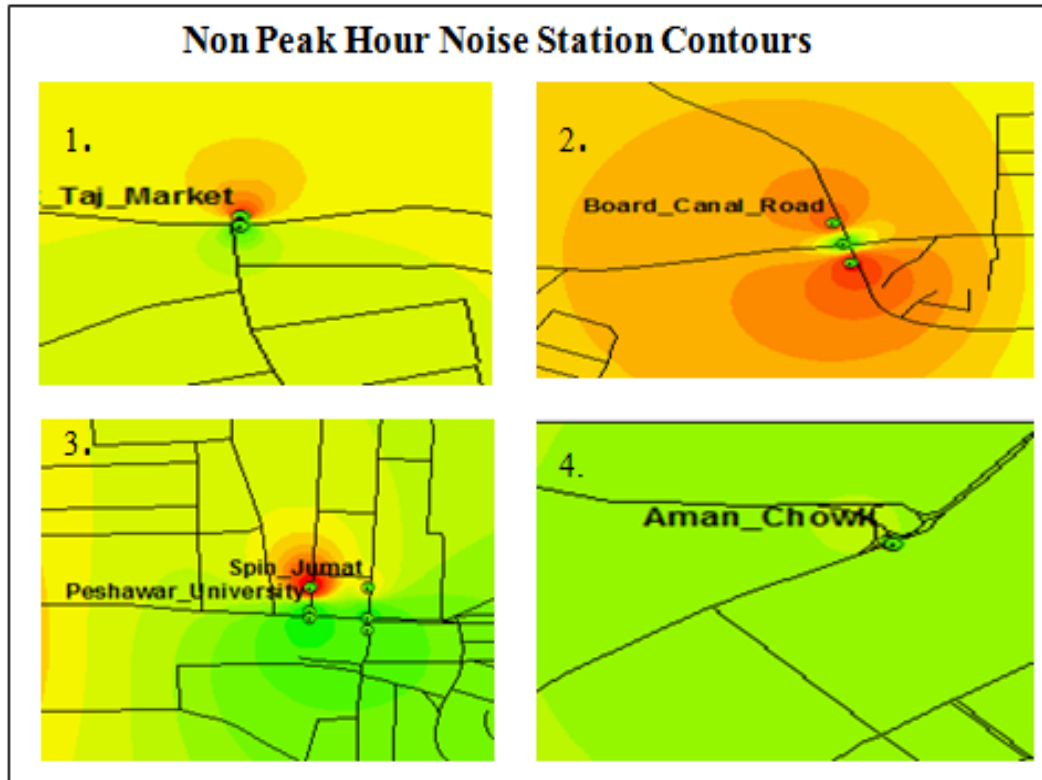 Non Peak Hour Noise Station Contours
1.
_Taj_Market
2.
Board_Canal_Road
3.
Spin_Jumat
Peshawar_University
4.
Aman_Chowk